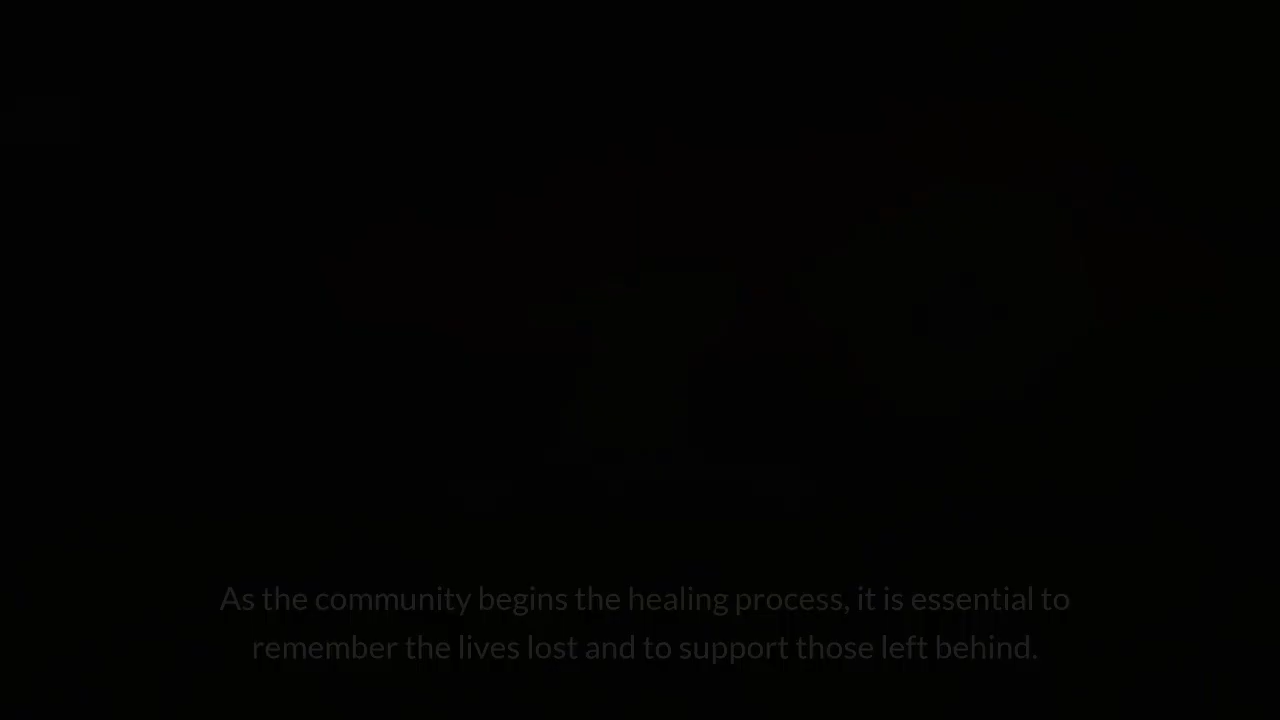 As the community begins the healing process, it is essential to
remember the lives lost and to support those left behind.